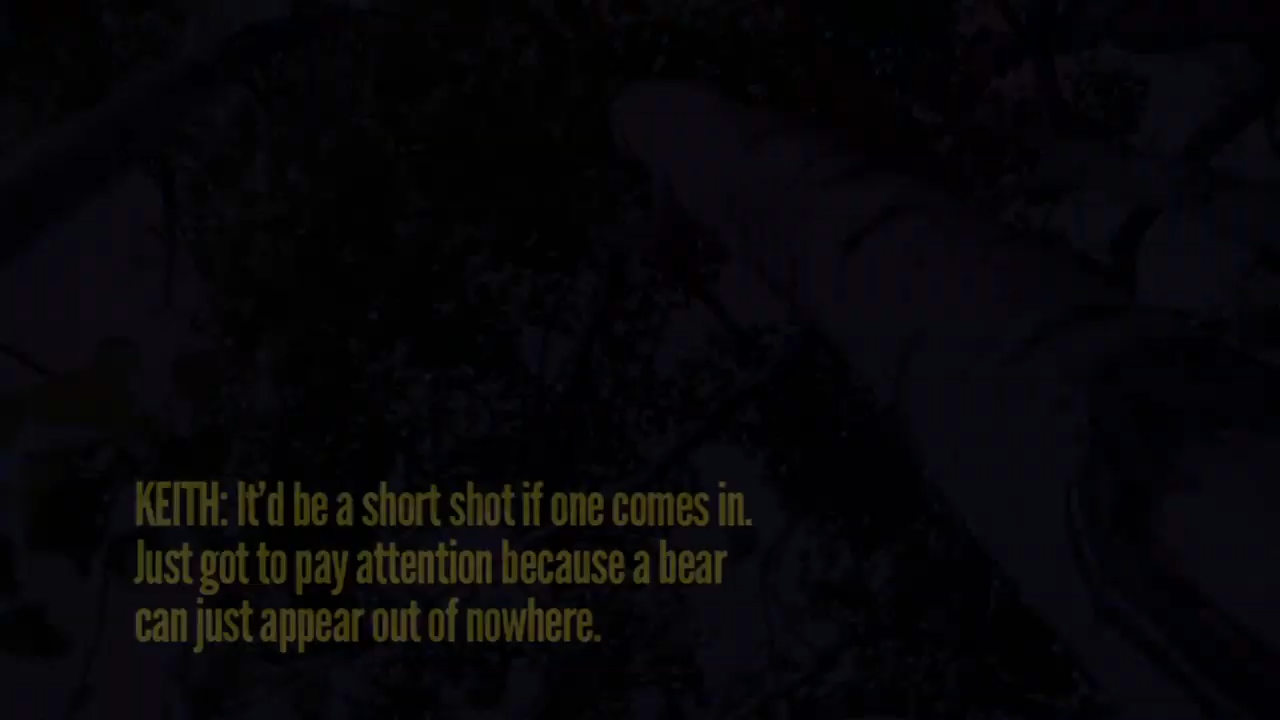 KEITH: It'd be a short shot if one comes in.
Just got to pay attention because a bear
can just appear out of nowhere.